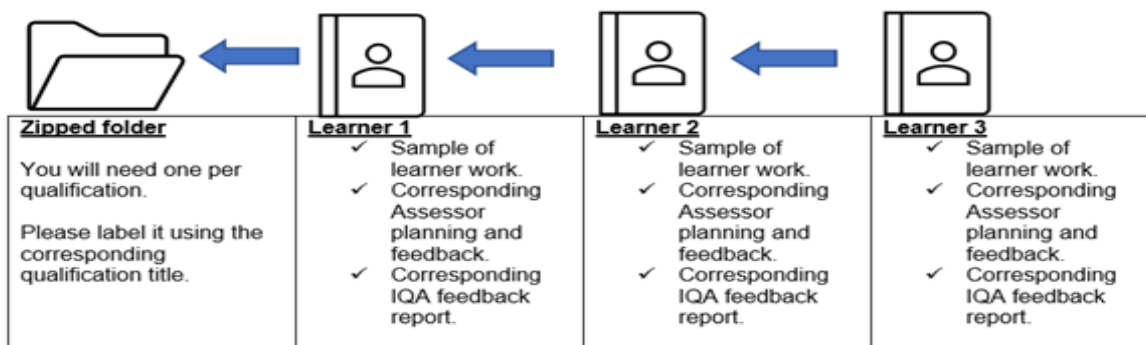 Zipped folder
You will need one per
qualification.
Please label it using the
corresponding
qualification title.
Learner 1
✓ Sample of
learner work.
✓ Corresponding
Assessor
planning and
feedback.
✓ Corresponding
IQA feedback
report.
Learner 2
✓ Sample of
learner work.
✓ Corresponding
Assessor
planning and
feedback.
✓ Corresponding
IQA feedback
report.
Learner 3
✓ Sample of
learner work.
✓ Corresponding
Assessor
planning and
feedback.
✓ Corresponding
IQA feedback
report.